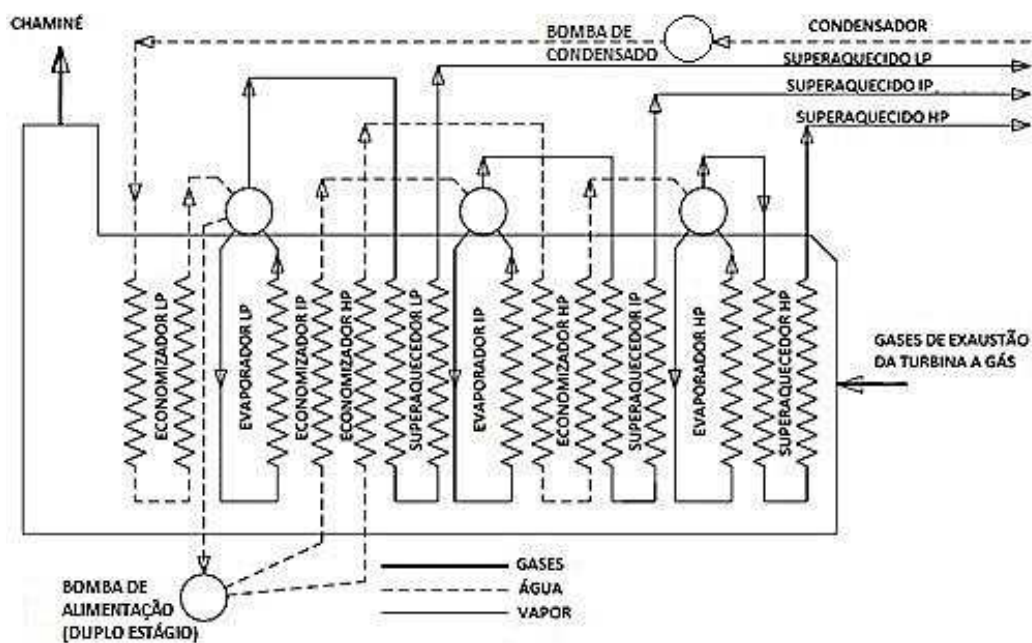 CHAMINÉ
CONDENSADOR
BOMBA DE
CONDENSADO
SUPERAQUECIDO LP
SUPERAQUECIDO IP
SUPERAQUECIDO HP
ECONOMIZADOR LP
EVAPORADOR LP
ECONOMIZADOR IP
ECONOMIZADOR HP
SUPERAQUECEDOR LP
EVAPORADOR IP
ECONOMIZADOR HP
SUPERAQUECEDOR IP
EVAPORADOR HP
SUPERAQUECEDOR HP
GASES DE EXAUSTÃO
DA TURBINA A GÁS
BOMBA DE
ALIMENTAÇÃO
(DUPLO ESTÁGIO)
GASES
ÁGUA
VAPOR